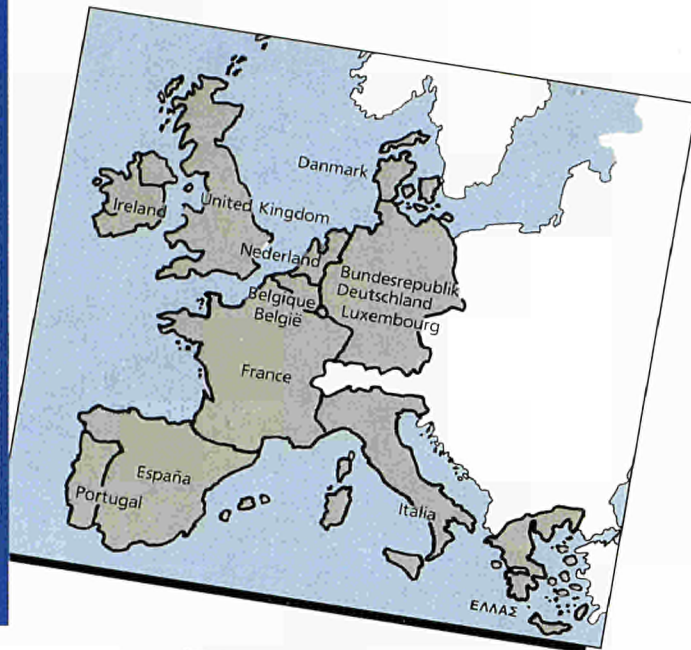 Danmark
Ireland
United Kingdom
Nederland
Bundesrepublik
Deutschland
Belgique
België
Luxembourg
France
España
Portugal
Italia
ΕΛΛΑΣ